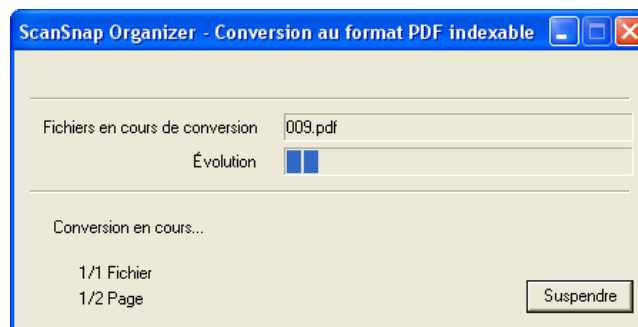 ScanSnap Organizer - Conversion au format PDF indexable
Fichiers en cours de conversion 009.pdf
Évolution
Conversion en cours...
1/1 Fichier
1/2 Page
Suspendre